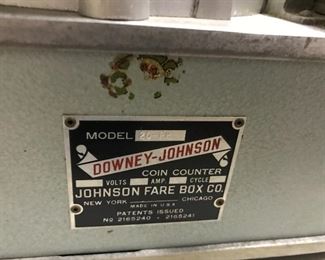 MODEL
DOWNEY-JOHNSON
COIN COUNTER
VOLTS AMP. CYCLE
JOHNSON FARE BOX CO.
NEW YORK CHICAGO
MADE IN U.S.A.
PATENTS ISSUED
No 2165240 - 2165241